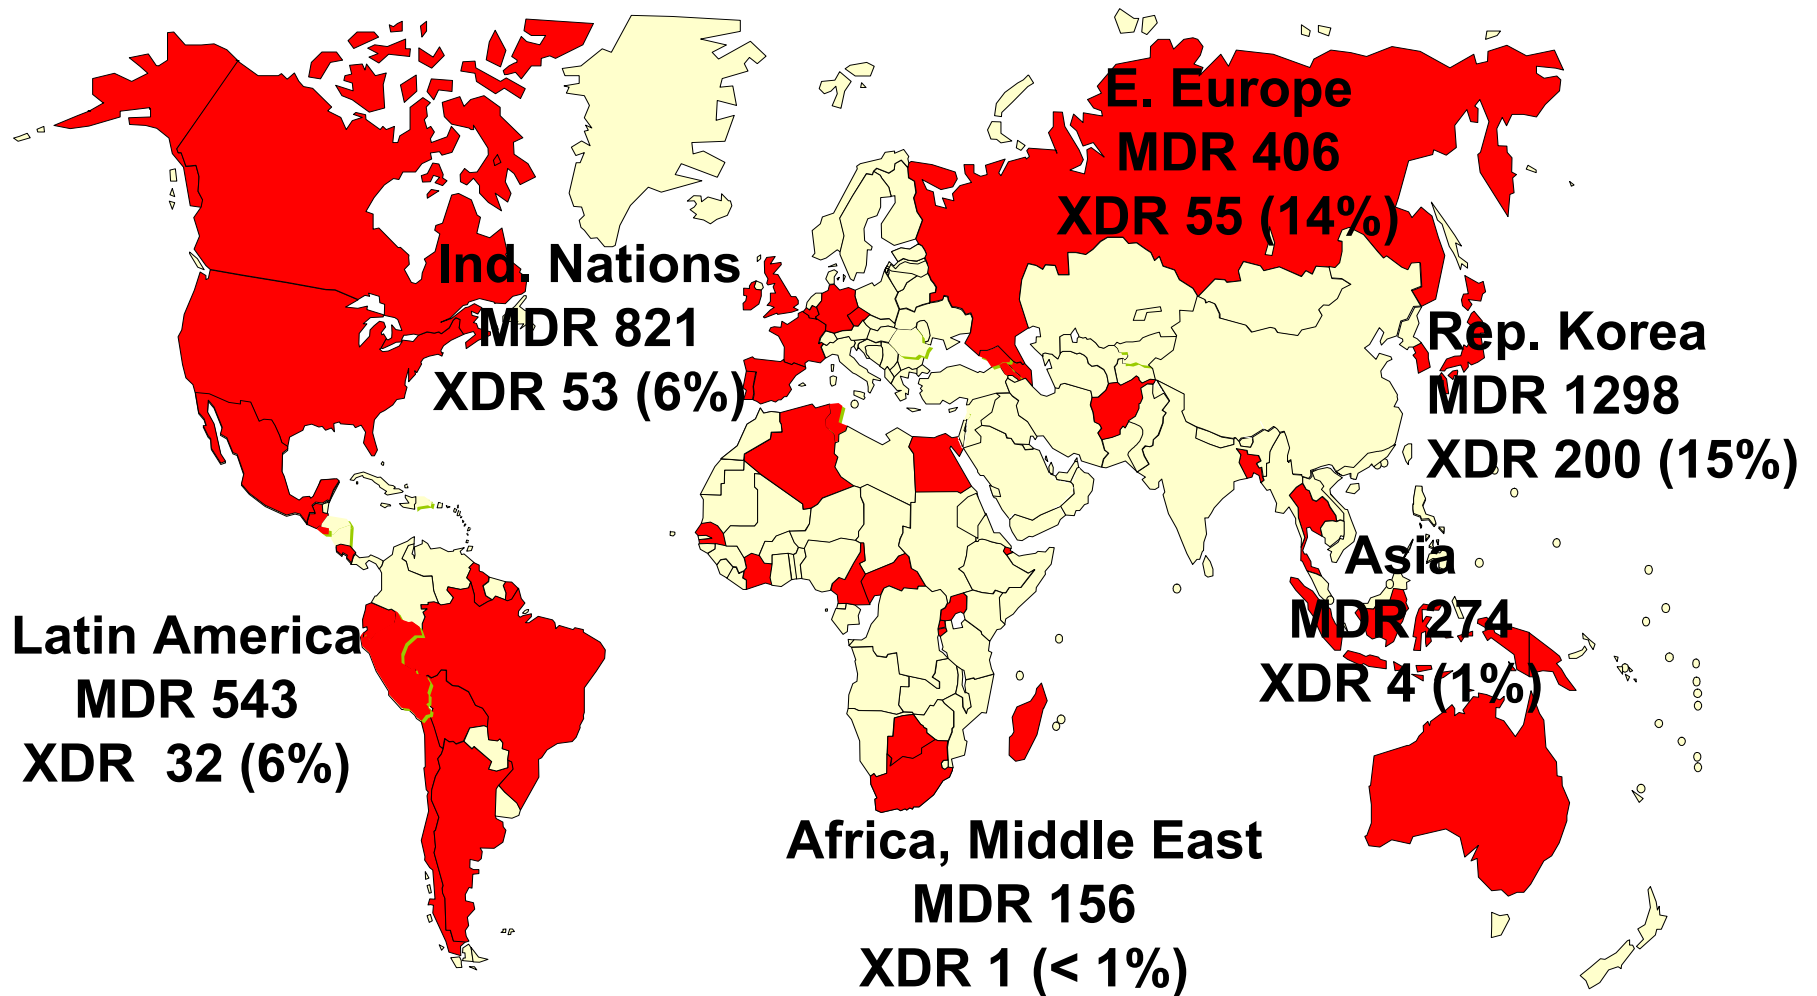 E. Europe
MDR 406
XDR 55 (14%)
Ind. Nations
MDR 821
XDR 53 (6%)
Rep. Korea
MDR 1298
XDR 200 (15%)
Asia
MDR 274
XDR 4 (1%)
Latin America
MDR 543
XDR  32 (6%)
Africa, Middle East
MDR 156
XDR 1 (< 1%)